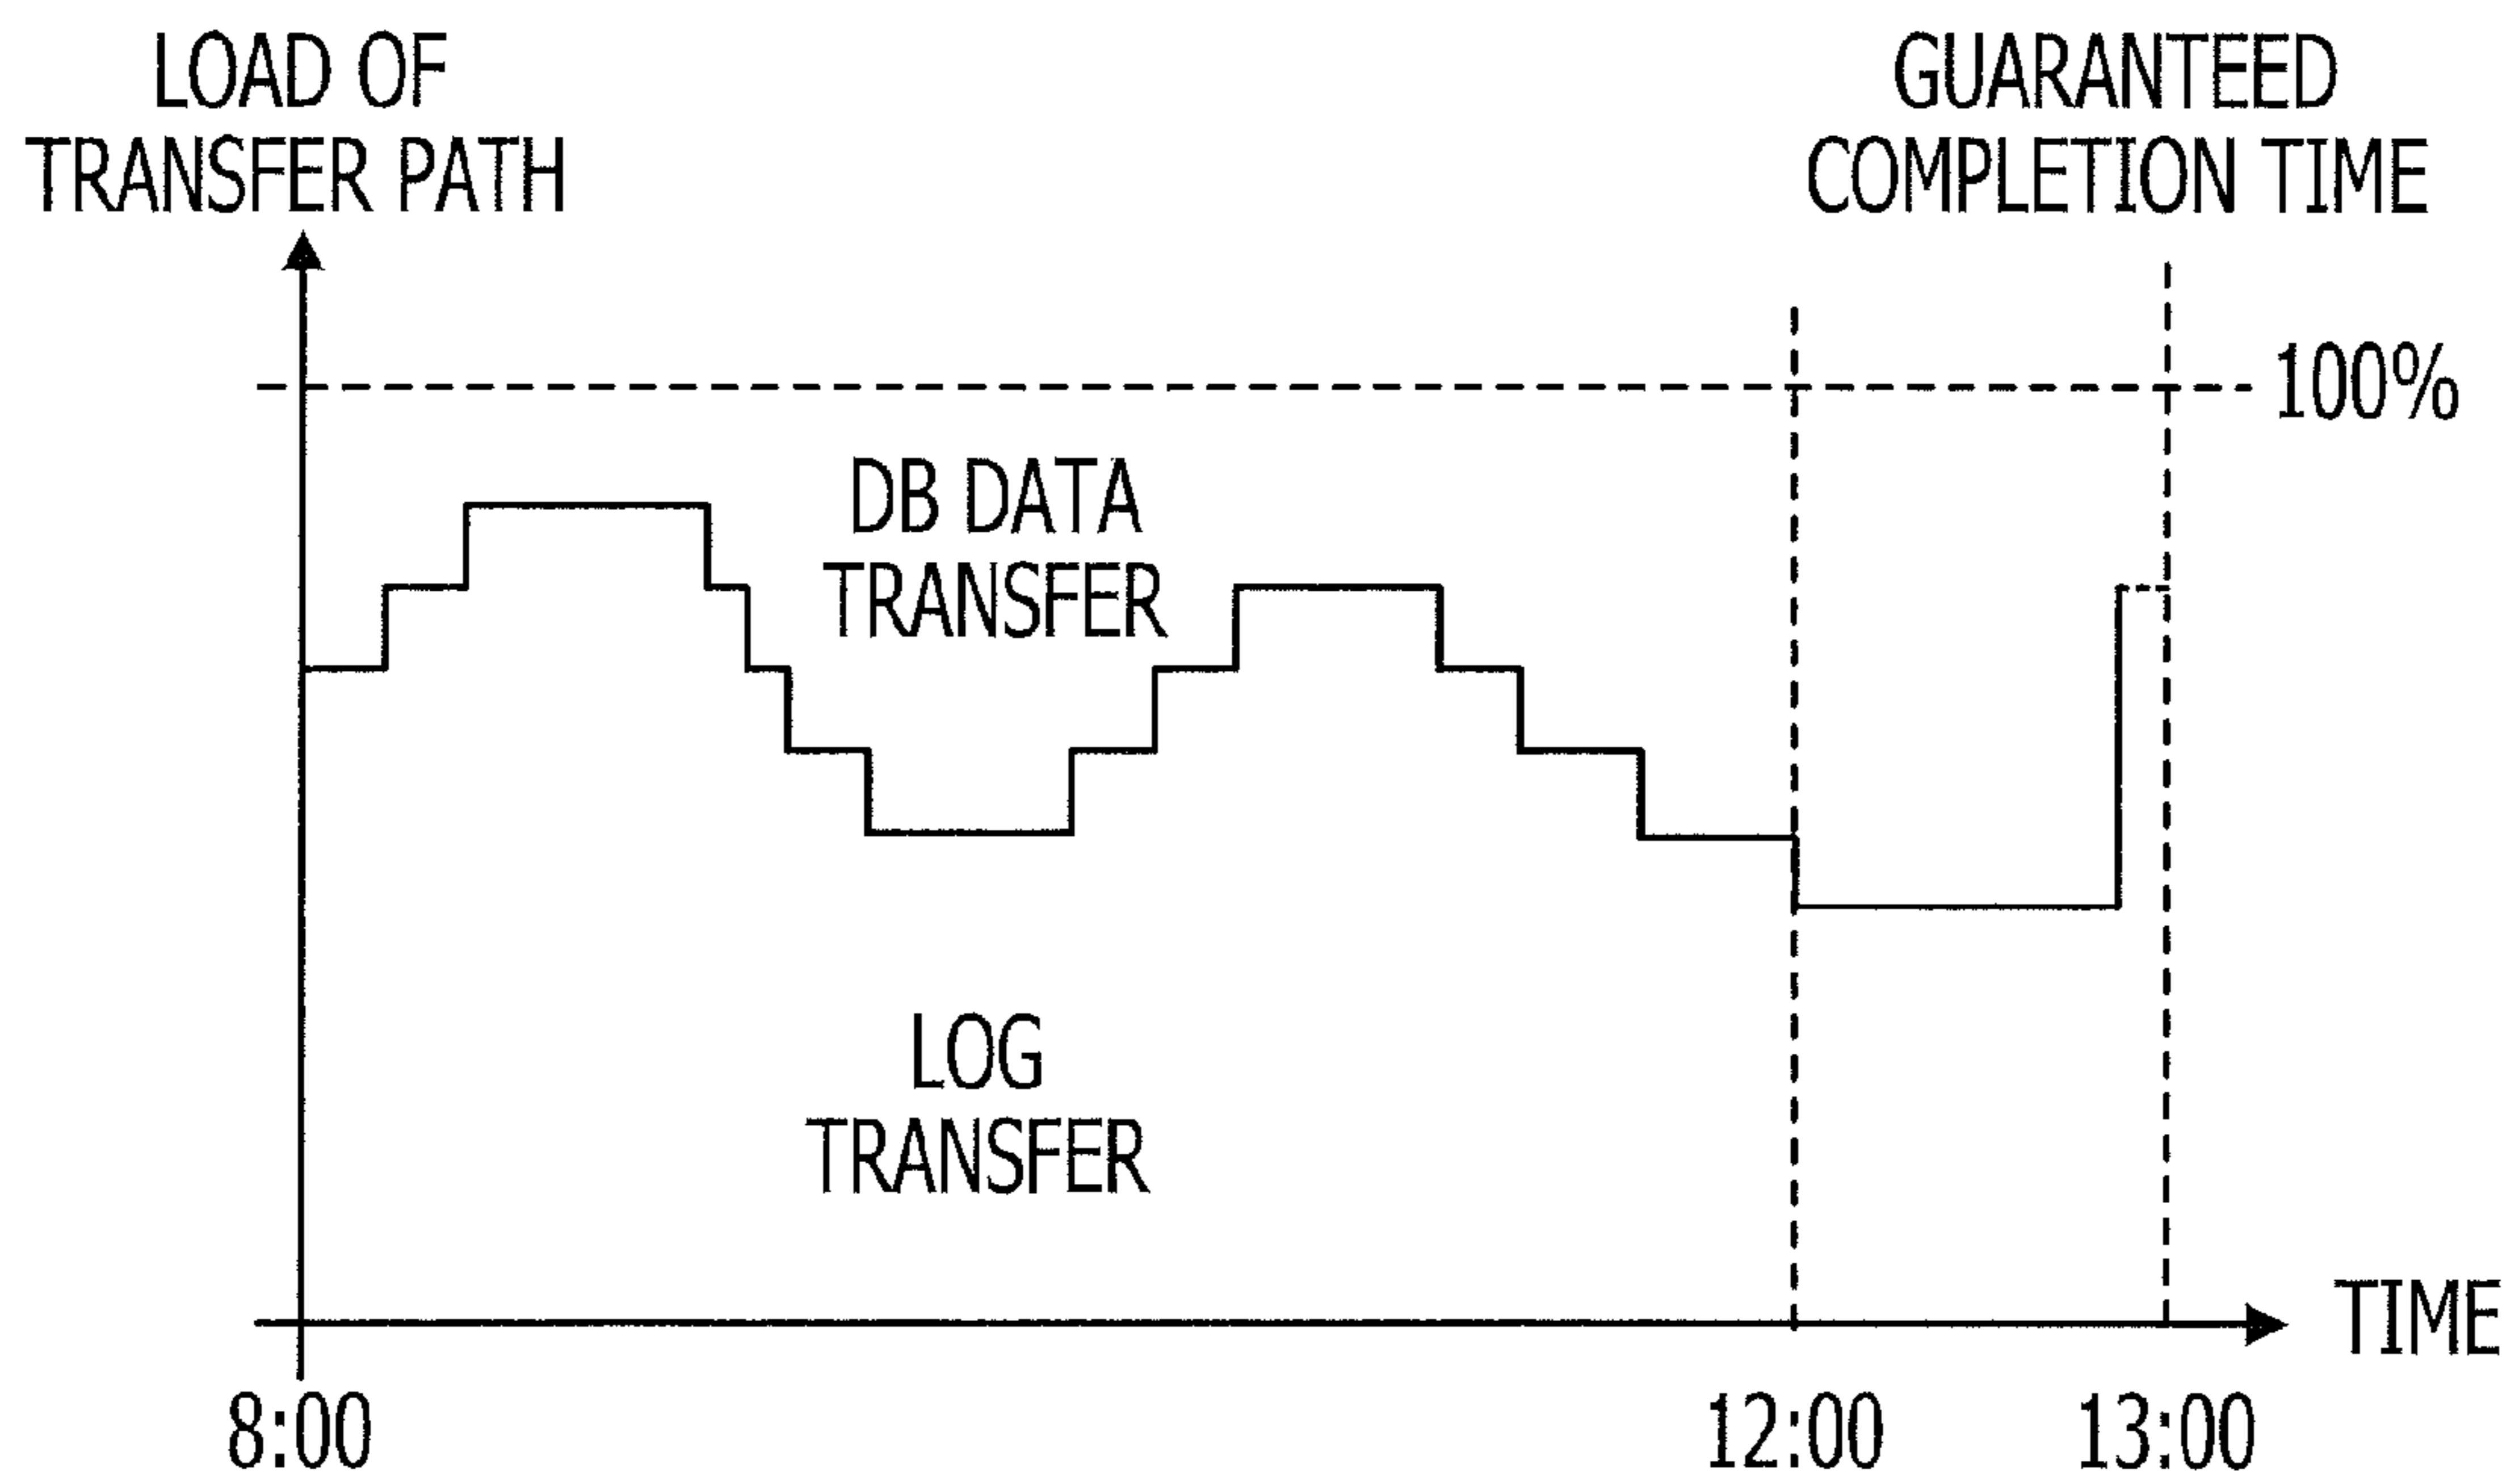 LOAD OF
TRANSFER PATH
GUARANTEED
COMPLETION TIME
100%
DB DATA
TRANSFER
LOG
TRANSFER
TIME
8:00
12:00
13:00